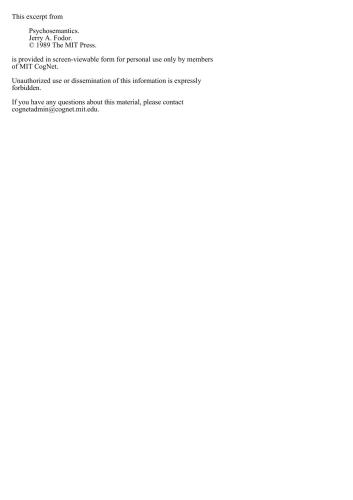 This excerpt from
Psychosemantics.
Jerry A. Fodor.
© 1989 The MIT Press.
is provided in screen-viewable form for personal use only by members
of MIT CogNet.
Unauthorized use or dissemination of this information is expressly
forbidden.
If you have any questions about this material, please contact
cognetadmin@cognet.mit.edu.